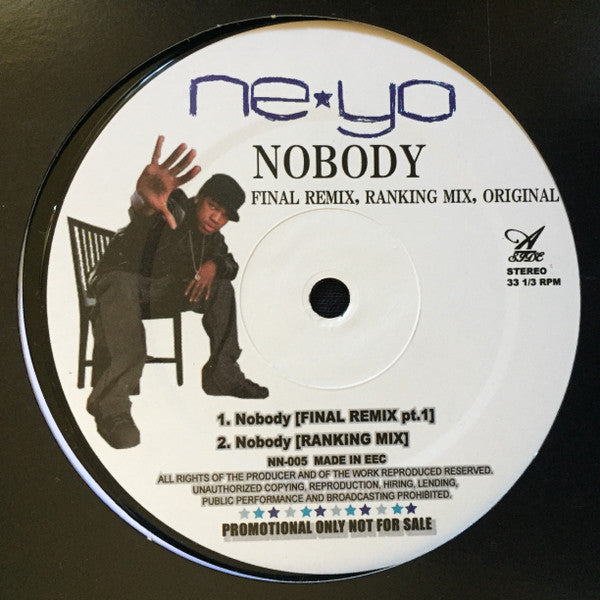 ne★yo
NOBODY
FINAL REMIX, RANKING MIX, ORIGINAL
A
SIDE
STEREO
33 1/3 RPM
1. Nobody [FINAL REMIX pt.1]
2. Nobody [RANKING MIX]
NN-005 MADE IN EEC
ALL RIGHTS OF THE PRODUCER AND OF THE WORK REPRODUCED RESERVED.
UNAUTHORIZED COPYING, REPRODUCTION, HIRING, LENDING,
PUBLIC PERFORMANCE AND BROADCASTING PROHIBITED.
PROMOTIONAL ONLY NOT FOR SALE